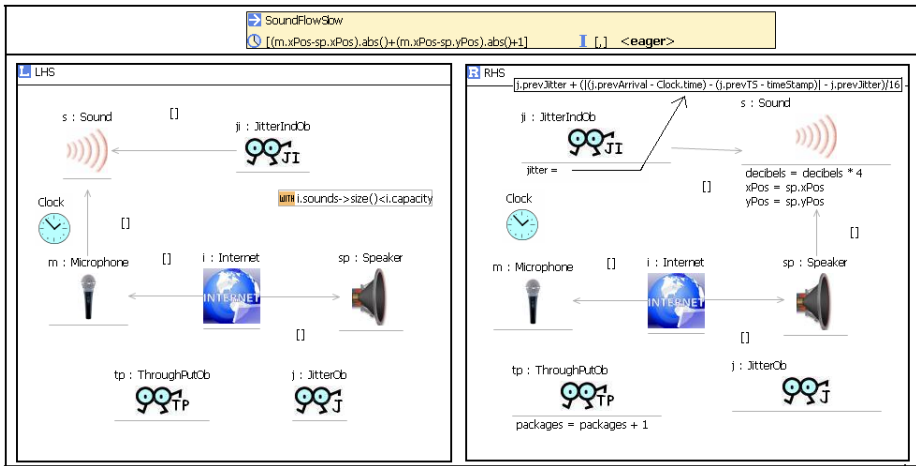 SoundFlowSlow
[(m.xPos-sp.xPos).abs()+(m.xPos-sp.yPos).abs()+1] I [,] <eager>
L LHS
s : Sound
[]
ji : JitterIndOb
JI
WITH i.sounds->size()<i.capacity
Clock
[]
m : Microphone
[]
i : Internet
sp : Speaker
INTERNET
[]
tp : ThroughPutOb
j : JitterOb
TP
J
R RHS
j.prevJitter + (|(j.prevArrival - Clock.time) - (j.prevTS - timeStamp)| - j.prevJitter)/16
s : Sound
ji : JitterIndOb
JI
jitter =
decibels = decibels * 4
xPos = sp.xPos
yPos = sp.yPos
[]
Clock
[]
m : Microphone
[]
i : Internet
sp : Speaker
INTERNET
[]
tp : ThroughPutOb
j : JitterOb
TP
J
packages = packages + 1